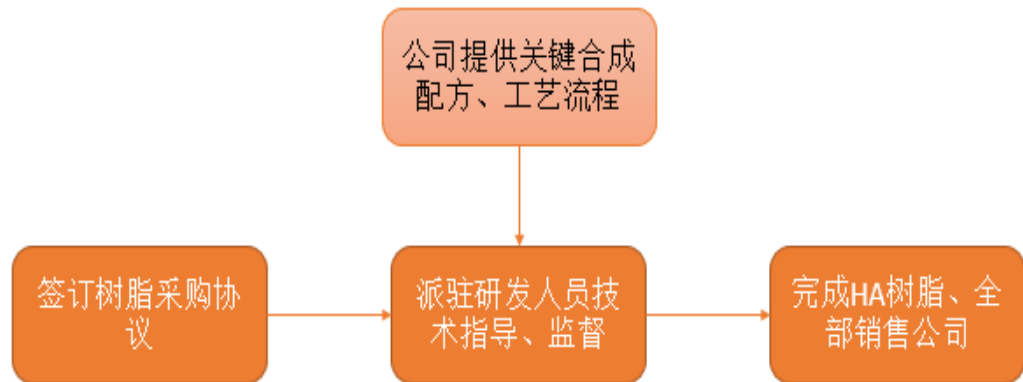 公司提供关键合成
配方、工艺流程
签订树脂采购协
议
派驻研发人员技
术指导、监督
完成HA树脂、全
部销售公司